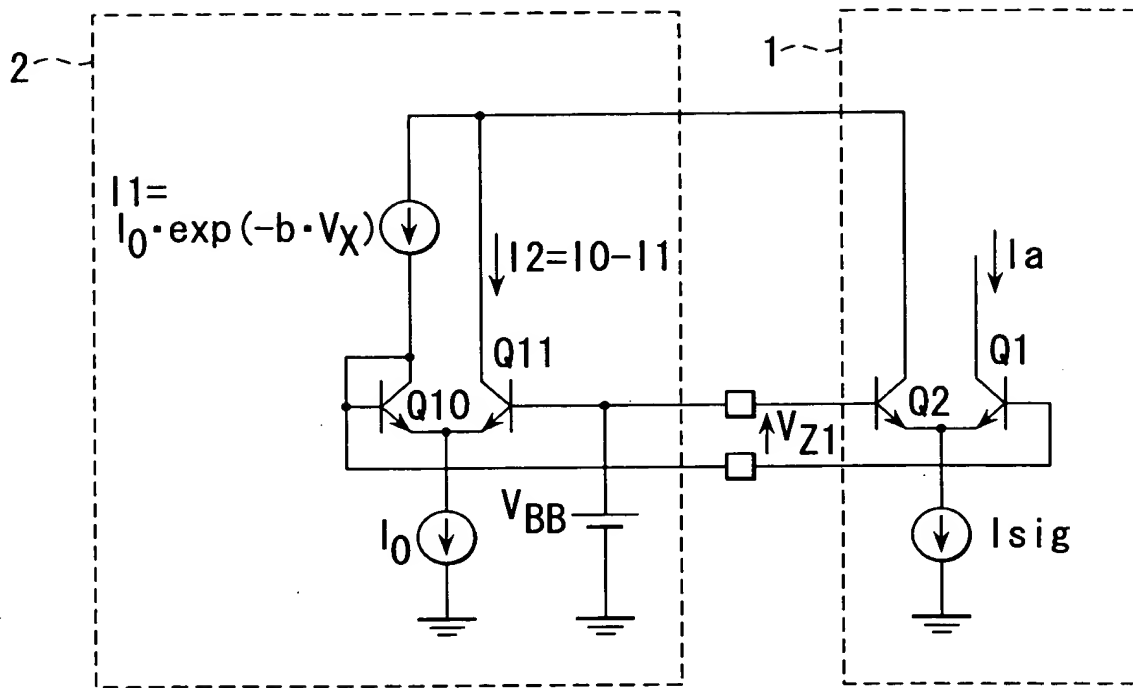 2
1
I1=
I0·exp(-b·VX)
I2=I0-I1
Ia
Q11
Q1
Q10
Q2
VZ1
VBB
I0
Isig